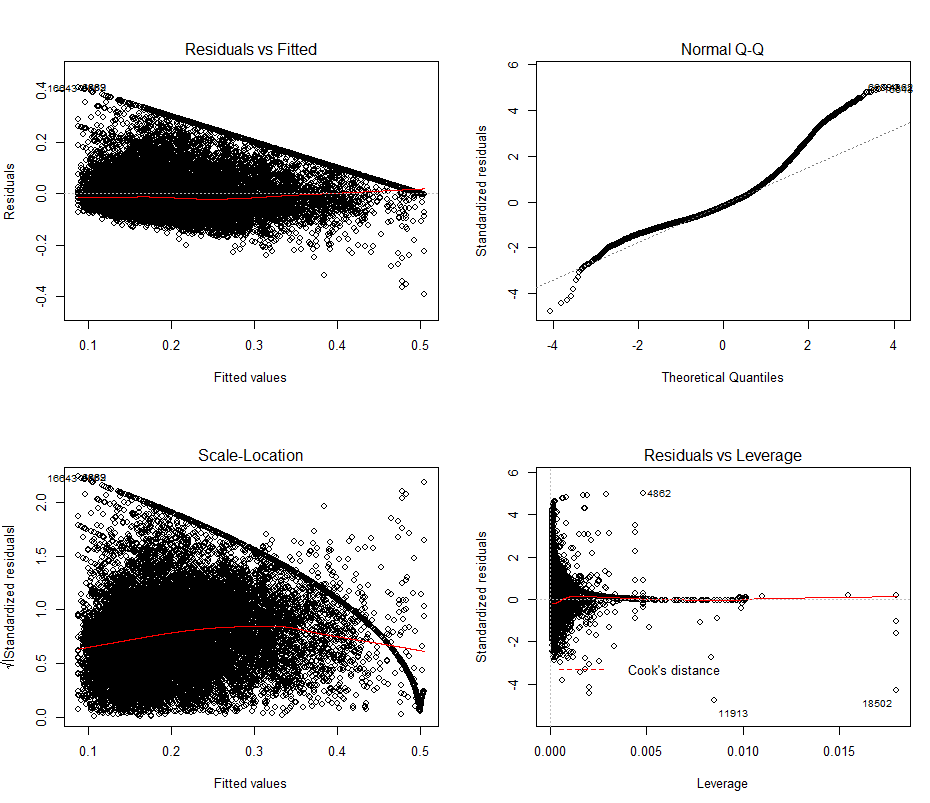 Residuals vs Fitted
Residuals
-0.4 -0.2 0.0 0.2 0.4
0.1 0.2 0.3 0.4 0.5
Fitted values
Normal Q-Q
Standardized residuals
-4 -2 0 2 4 6
-4 -2 0 2 4
Theoretical Quantiles
Scale-Location
√|Standardized residuals|
0.0 0.5 1.0 1.5 2.0
0.1 0.2 0.3 0.4 0.5
Fitted values
Residuals vs Leverage
Standardized residuals
-4 -2 0 2 4 6
4862
Cook's distance
11913
18502
0.000 0.005 0.010 0.015
Leverage